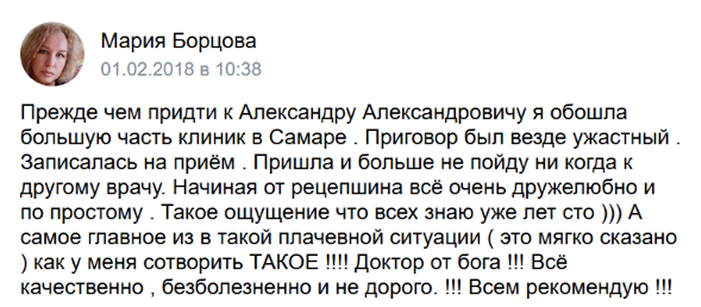 Мария Борцова
01.02.2018 в 10:38
Прежде чем придти к Александру Александровичу я обошла
большую часть клиник в Самаре . Приговор был везде ужастный .
Записалась на приём . Пришла и больше не пойду ни когда к
другому врачу. Начиная от рецепшина всё очень дружелюбно и
по простому . Такое ощущение что всех знаю уже лет сто ))) А
самое главное из в такой плачевной ситуации ( это мягко сказано
) как у меня сотворить ТАКОЕ !!!! Доктор от бога !!! Всё
качественно , безболезненно и не дорого. !!! Всем рекомендую !!!